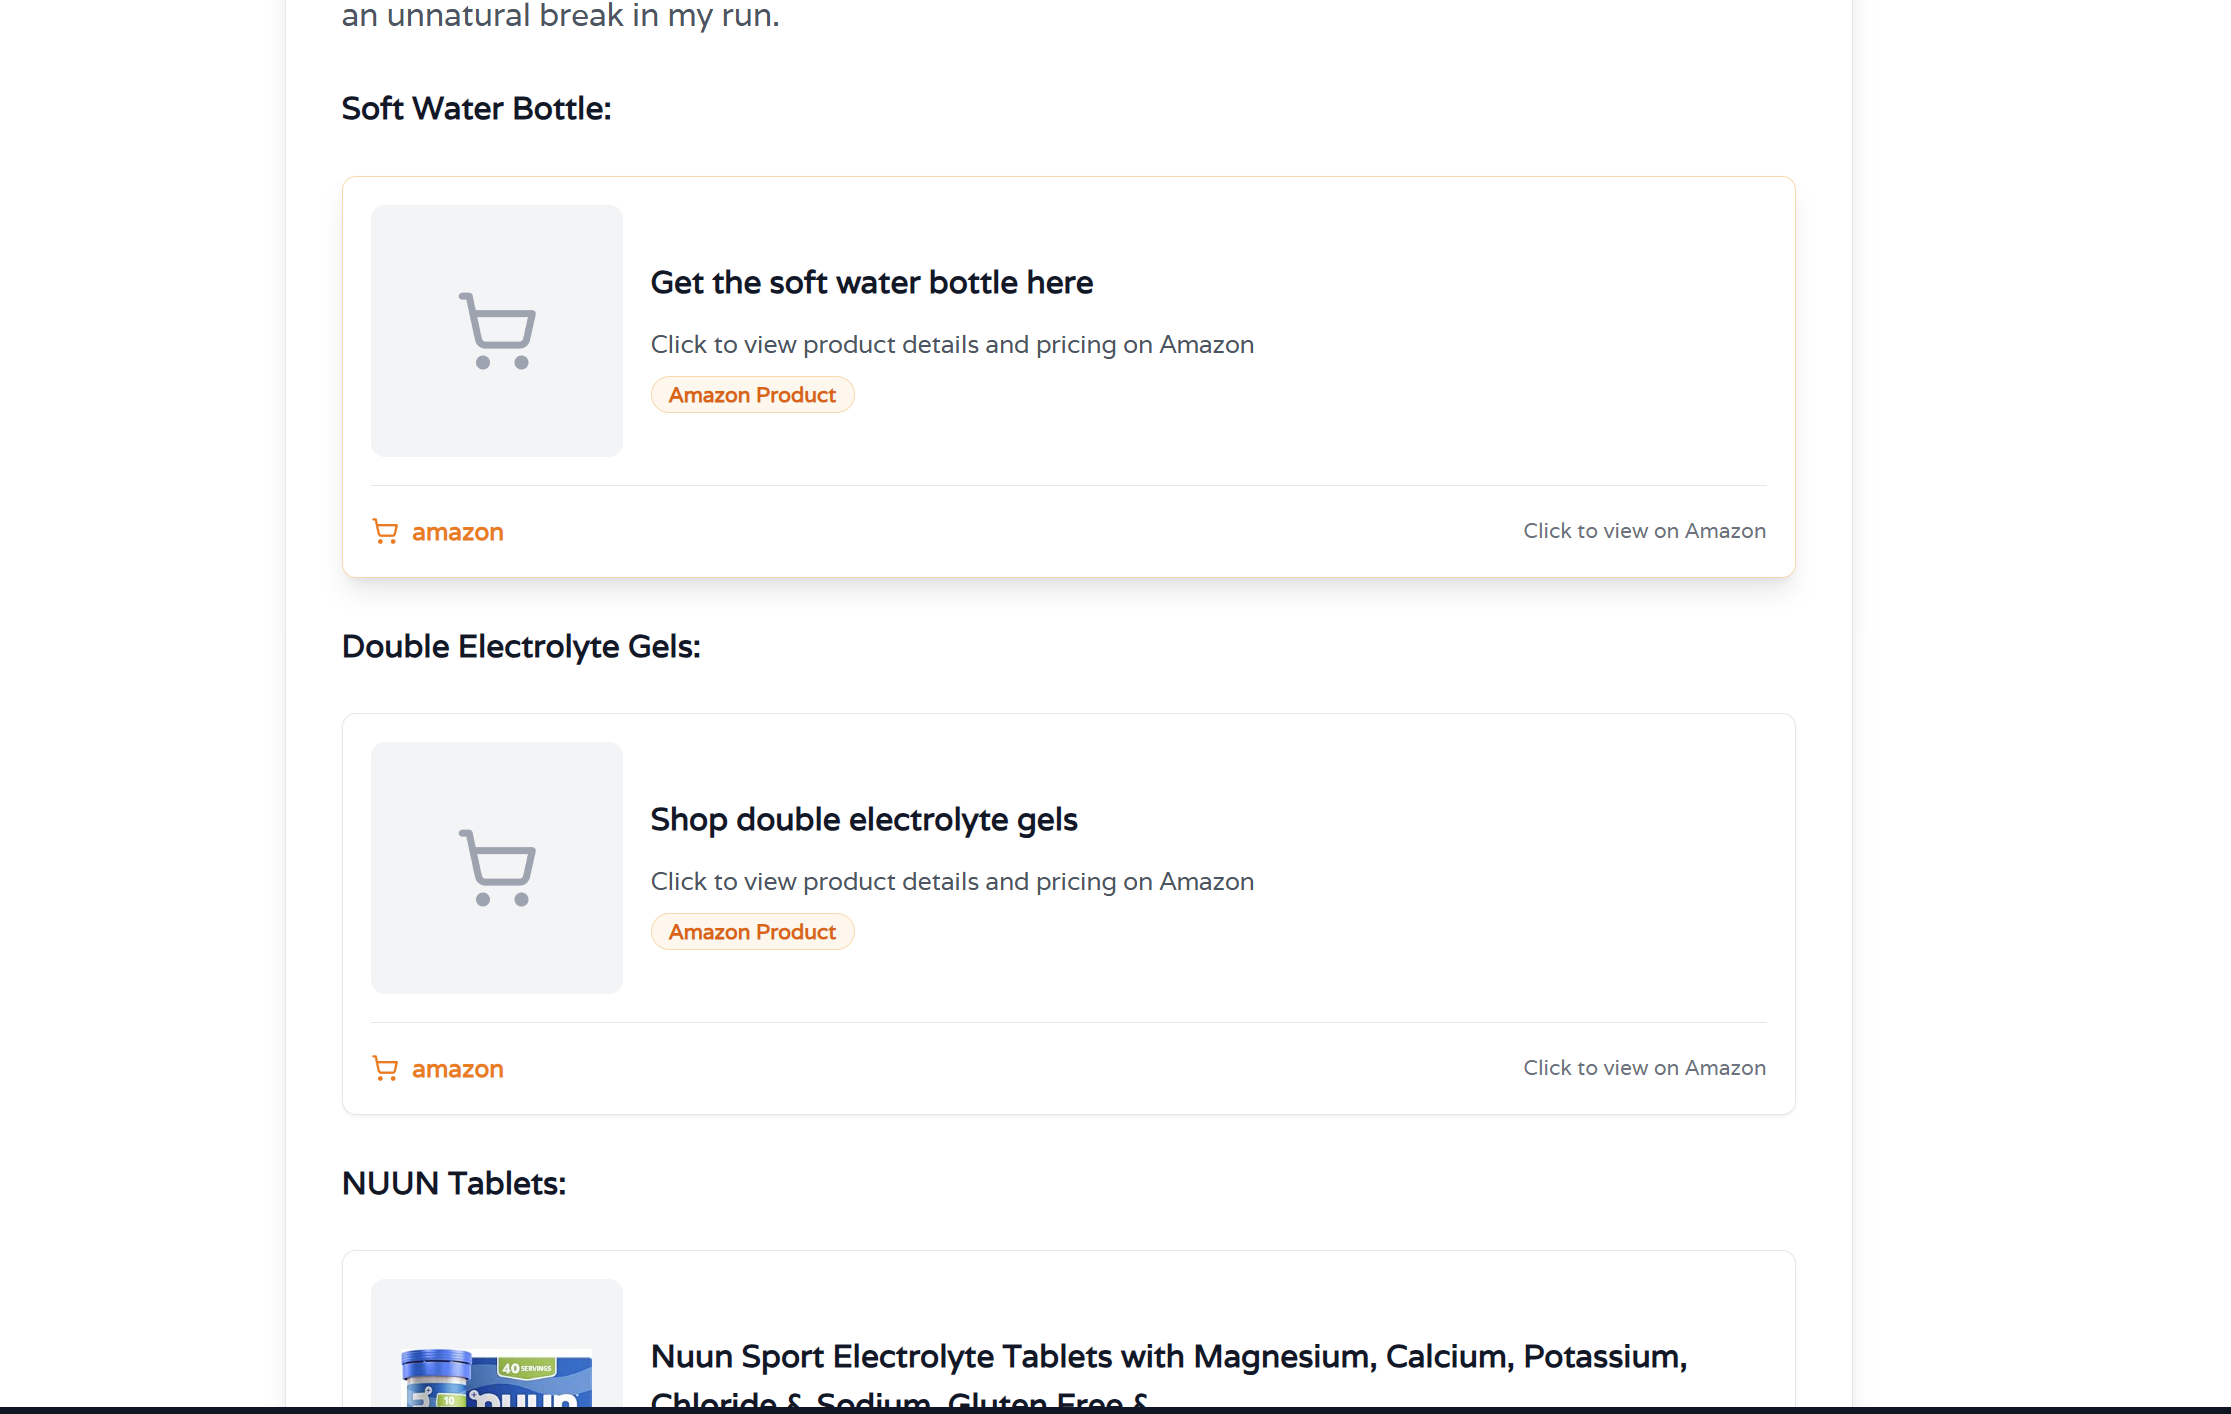 an unnatural break in my run.
Soft Water Bottle:
Get the soft water bottle here
Click to view product details and pricing on Amazon
Amazon Product
amazon
Click to view on Amazon
Double Electrolyte Gels:
Shop double electrolyte gels
Click to view product details and pricing on Amazon
Amazon Product
amazon
Click to view on Amazon
NUUN Tablets:
40 SERVINGS
10
nuun
Nuun Sport Electrolyte Tablets with Magnesium, Calcium, Potassium,
Chloride & Sodium, Gluten Free &